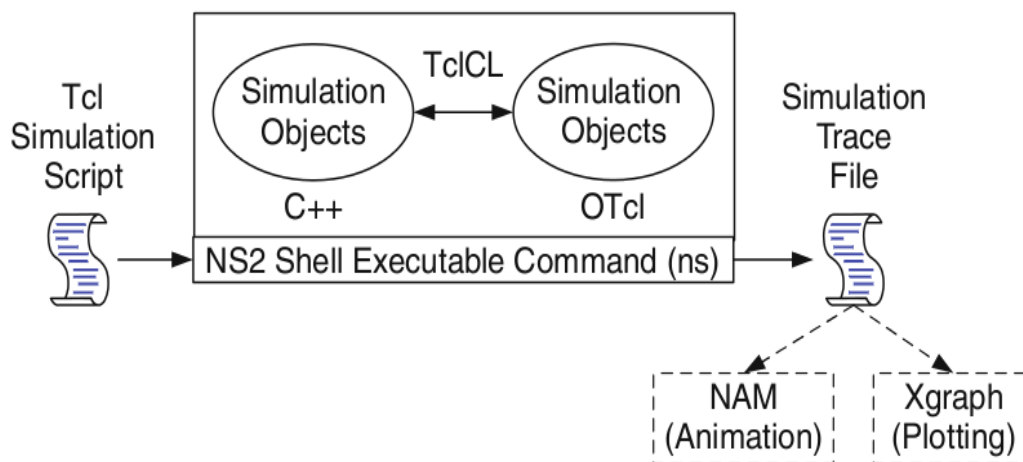 Tcl
Simulation
Script
TclCL
Simulation
Objects
C++
Simulation
Objects
OTcl
NS2 Shell Executable Command (ns)
Simulation
Trace
File
NAM
(Animation)
Xgraph
(Plotting)